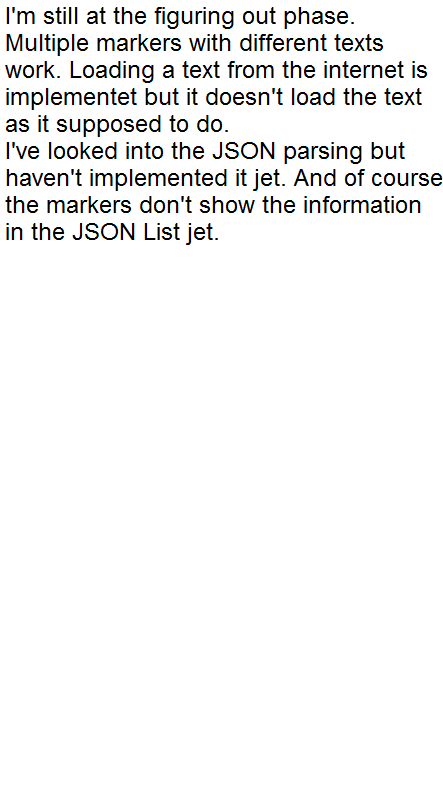 I'm still at the figuring out phase.
Multiple markers with different texts
work. Loading a text from the internet is
implementet but it doesn't load the text
as it supposed to do.
I've looked into the JSON parsing but
haven't implemented it jet. And of course
the markers don't show the information
in the JSON List jet.